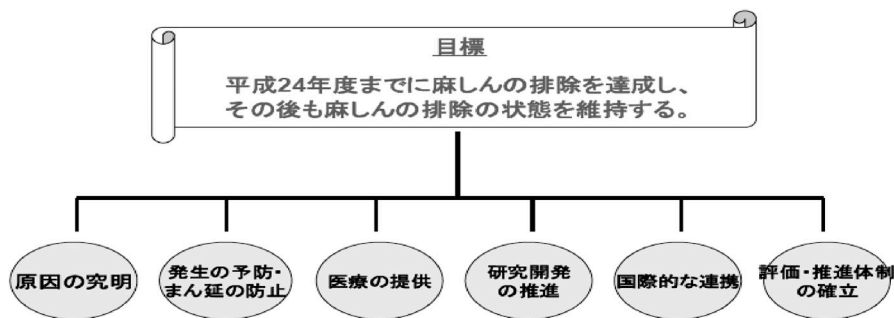 目標
平成24年度までに麻しんの排除を達成し、
その後も麻しんの排除の状態を維持する。
原因の究明
発生の予防・
まん延の防止
医療の提供
研究開発
の推進
国際的な連携
評価・推進体制
の確立